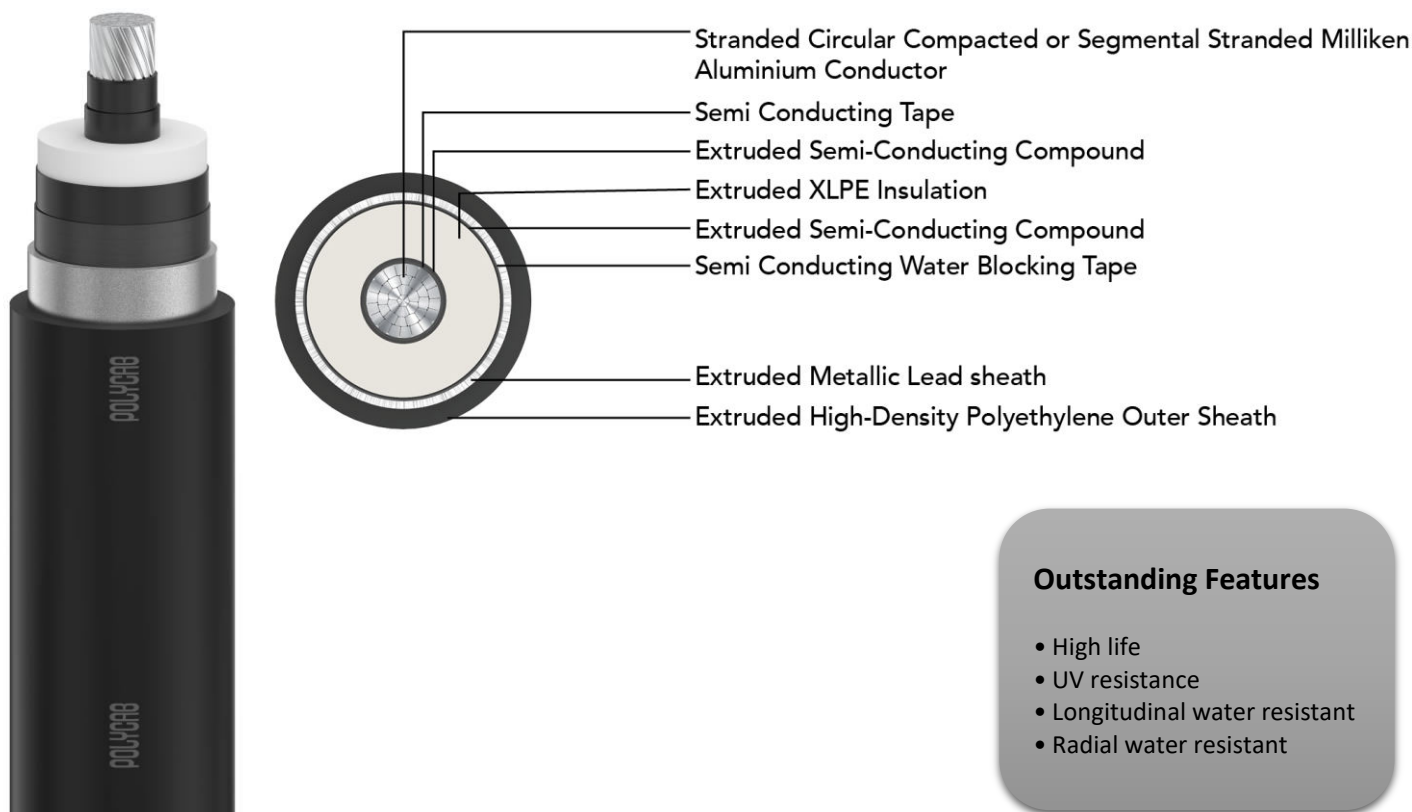 Stranded Circular Compacted or Segmental Stranded Milliken
Aluminium Conductor
Semi Conducting Tape
Extruded Semi-Conducting Compound
Extruded XLPE Insulation
Extruded Semi-Conducting Compound
Semi Conducting Water Blocking Tape
Extruded Metallic Lead sheath
Extruded High-Density Polyethylene Outer Sheath
POLYCAB
POLYCAB
Outstanding Features
• High life
• UV resistance
• Longitudinal water resistant
• Radial water resistant